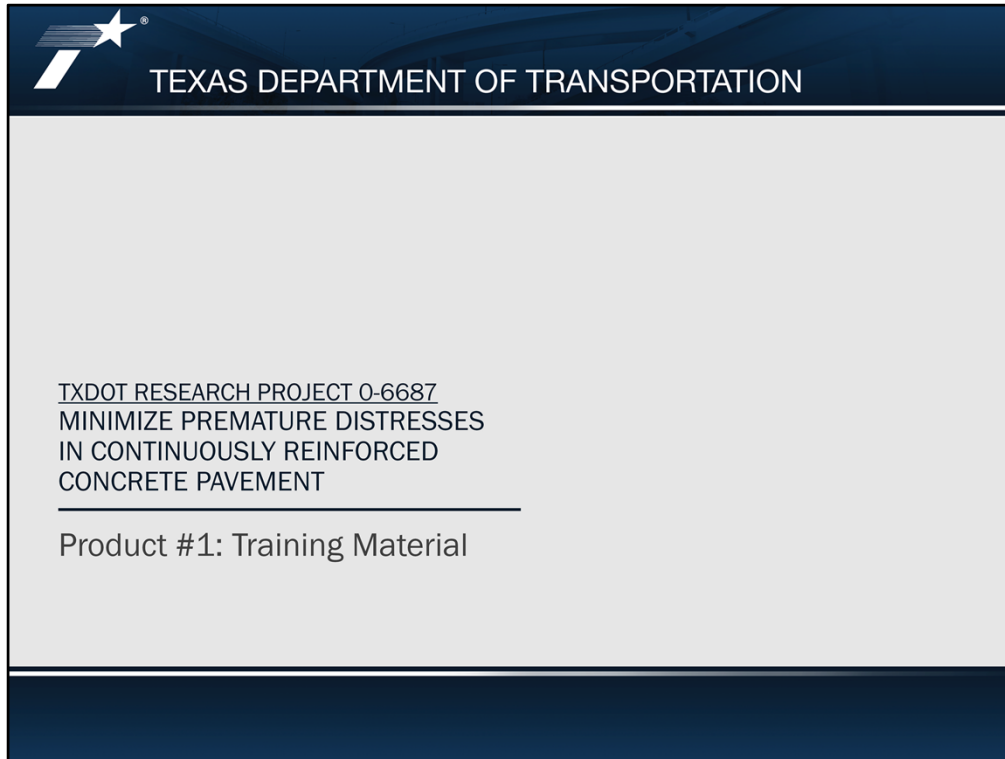 ®
TEXAS DEPARTMENT OF TRANSPORTATION
TXDOT RESEARCH PROJECT 0-6687
MINIMIZE PREMATURE DISTRESSES
IN CONTINUOUSLY REINFORCED
CONCRETE PAVEMENT
Product #1: Training Material